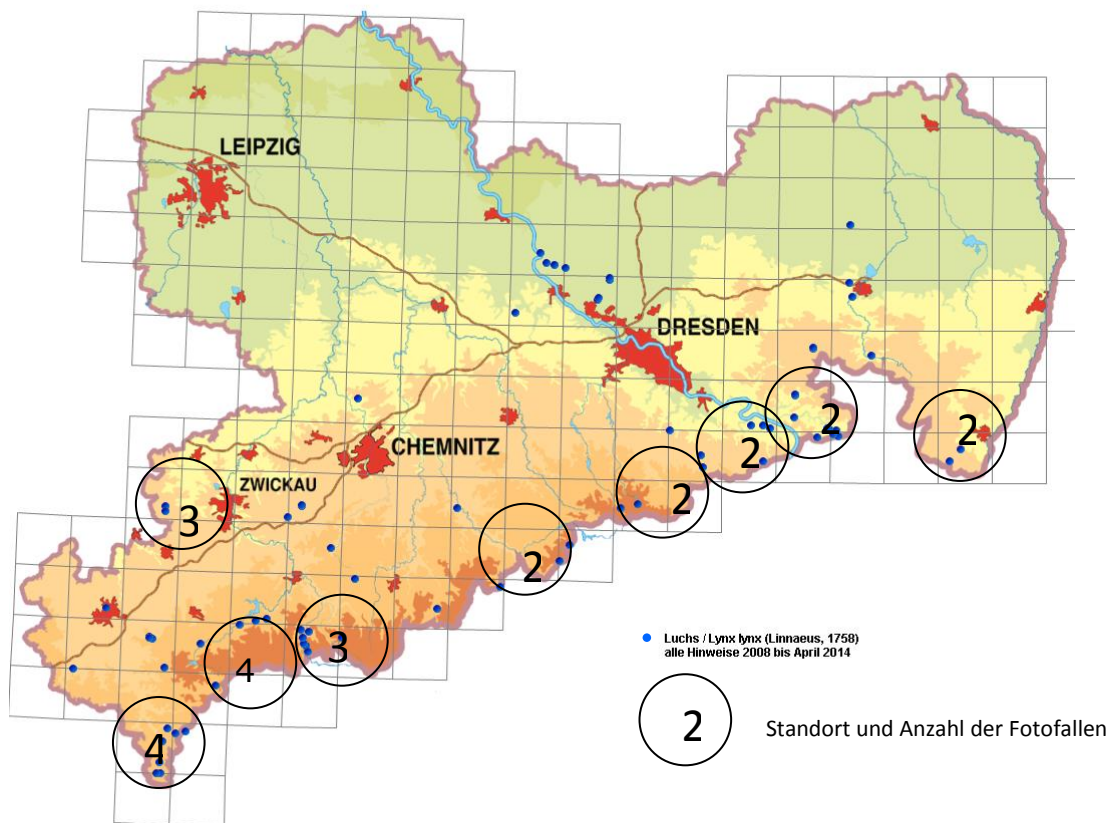 LEIPZIG
DRESDEN
2
2
2
CHEMNITZ
ZWICKAU
3
2
2
3
4
4
Luchs / Lynx lynx (Linnaeus, 1758)
alle Hinweise 2008 bis April 2014
2 Standort und Anzahl der Fotofallen